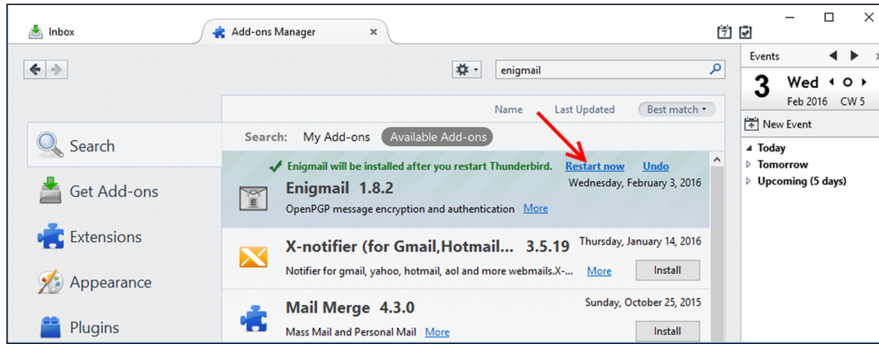 Inbox
Add-ons Manager
enigmail
Name Last Updated Best match
Search: My Add-ons Available Add-ons
Search
Get Add-ons
Extensions
Appearance
Plugins
Enigmail will be installed after you restart Thunderbird. Restart now Undo
Enigmail 1.8.2 Wednesday, February 3, 2016
OpenPGP message encryption and authentication More
X-notifier (for Gmail,Hotmail... 3.5.19 Thursday, January 14, 2016
Notifier for gmail, yahoo, hotmail, aol and more webmails.X-... More Install
Mail Merge 4.3.0 Sunday, October 25, 2015
Mass Mail and Personal Mail More Install
Events
3 Wed
Feb 2016 CW 5
New Event
Today
Tomorrow
Upcoming (5 days)